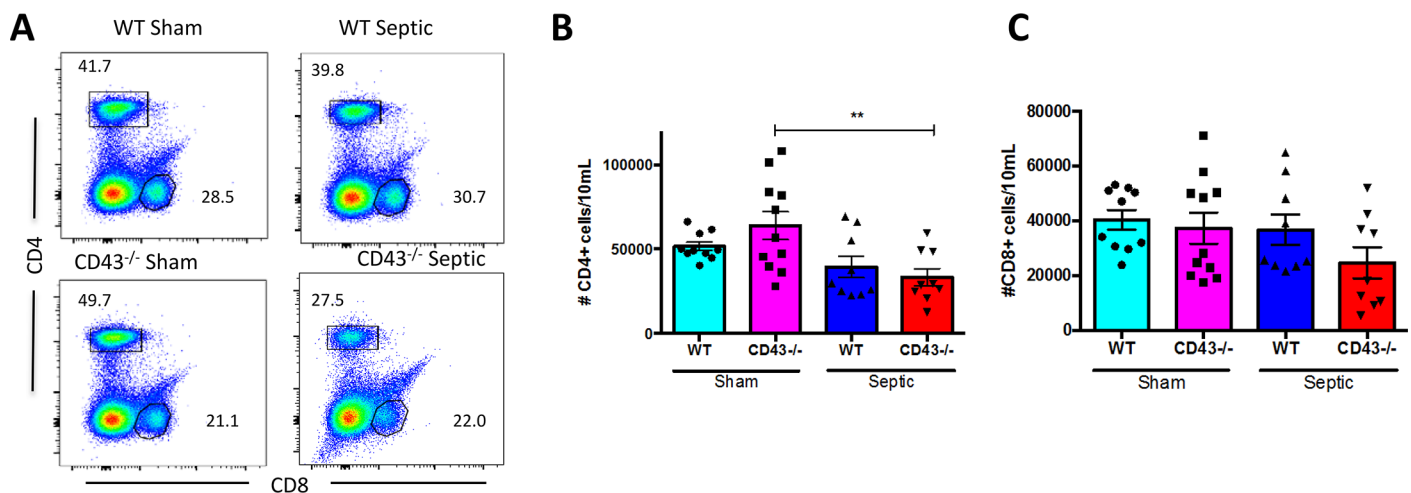 A
WT Sham
WT Septic
41.7
39.8
28.5
30.7
CD4
CD43-/- Sham
CD43-/- Septic
49.7
27.5
21.1
22.0
CD8
B
# CD4+ cells/10mL
100000
50000
0
**
WT
CD43-/-
WT
CD43-/-
Sham
Septic
C
#CD8+ cells/10mL
80000
60000
40000
20000
0
WT
CD43-/-
WT
CD43-/-
Sham
Septic